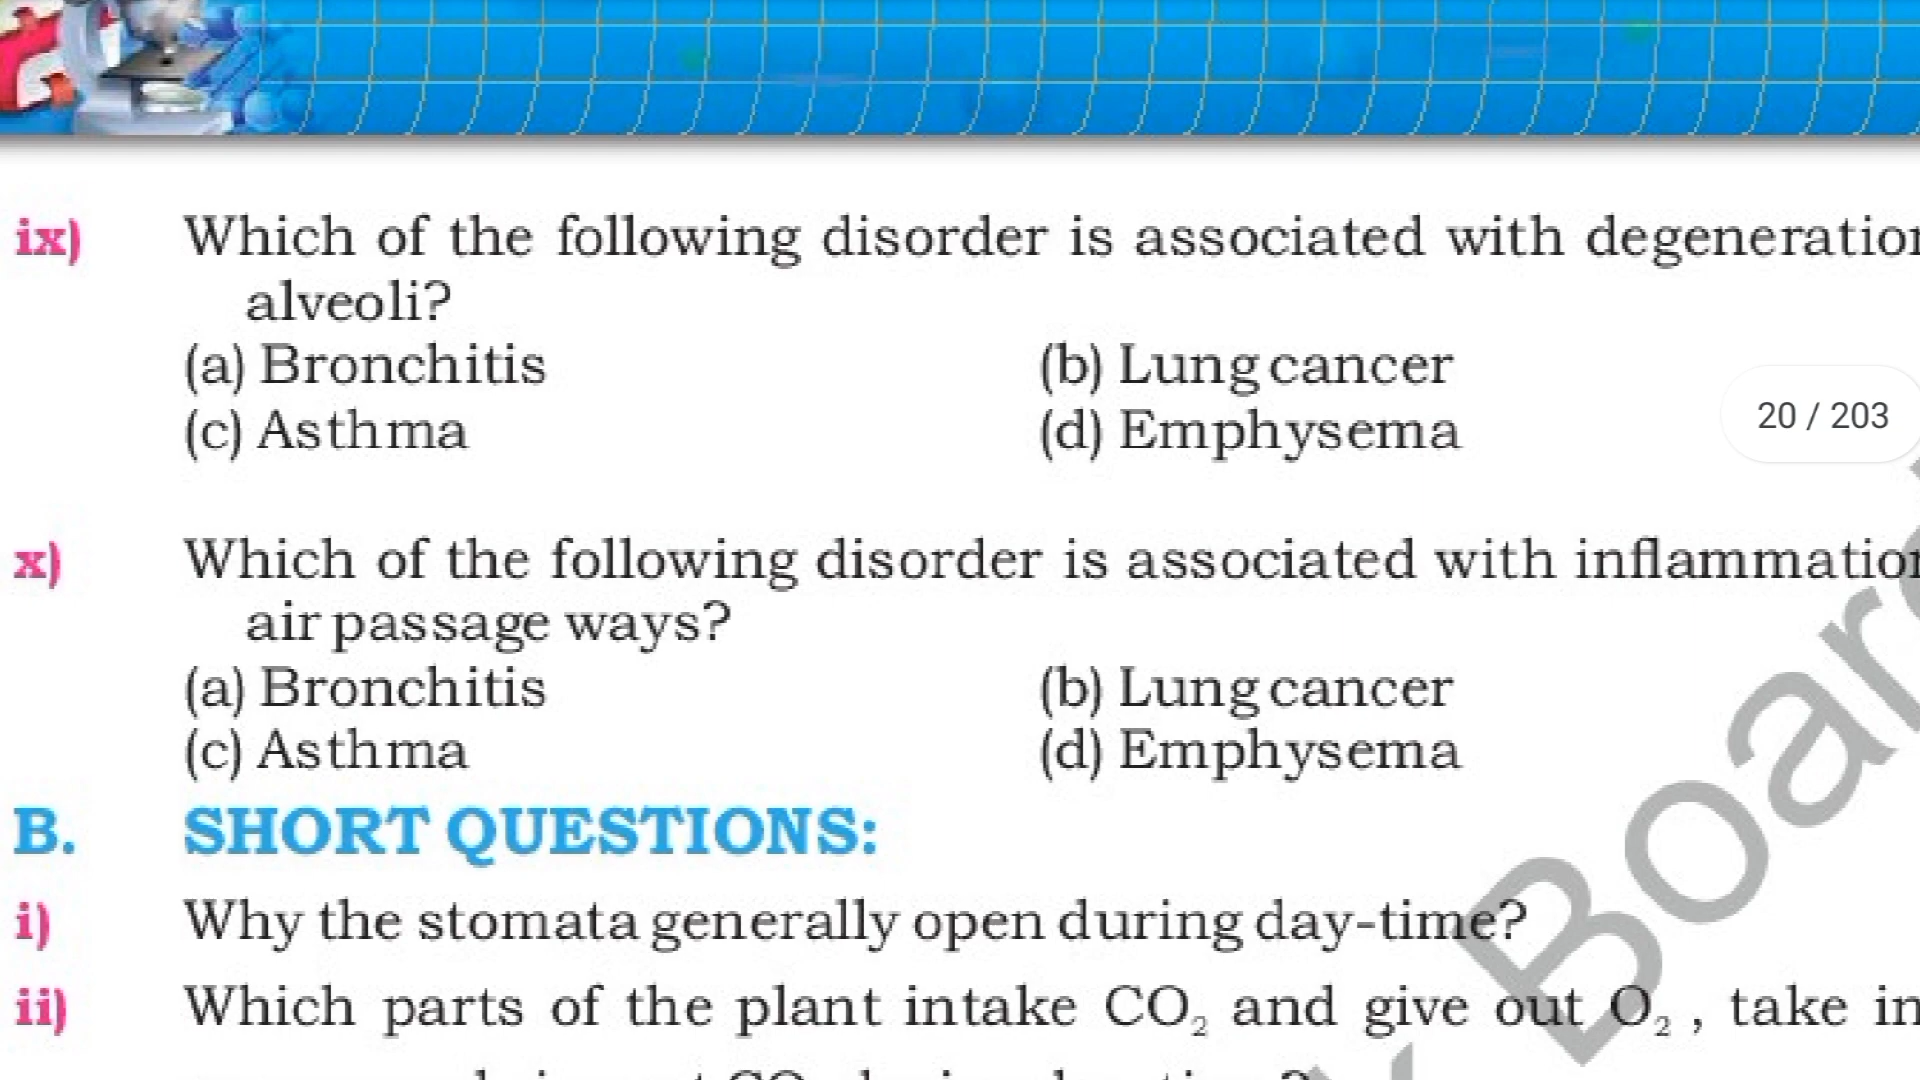 ix) Which of the following disorder is associated with degeneration
alveoli?
(a) Bronchitis (b) Lung cancer
(c) Asthma (d) Emphysema
20 / 203
x) Which of the following disorder is associated with inflammation
air passage ways?
(a) Bronchitis (b) Lung cancer
(c) Asthma (d) Emphysema
B. SHORT QUESTIONS:
i) Why the stomata generally open during day-time?
ii) Which parts of the plant intake CO₂ and give out O₂ , take in
Board